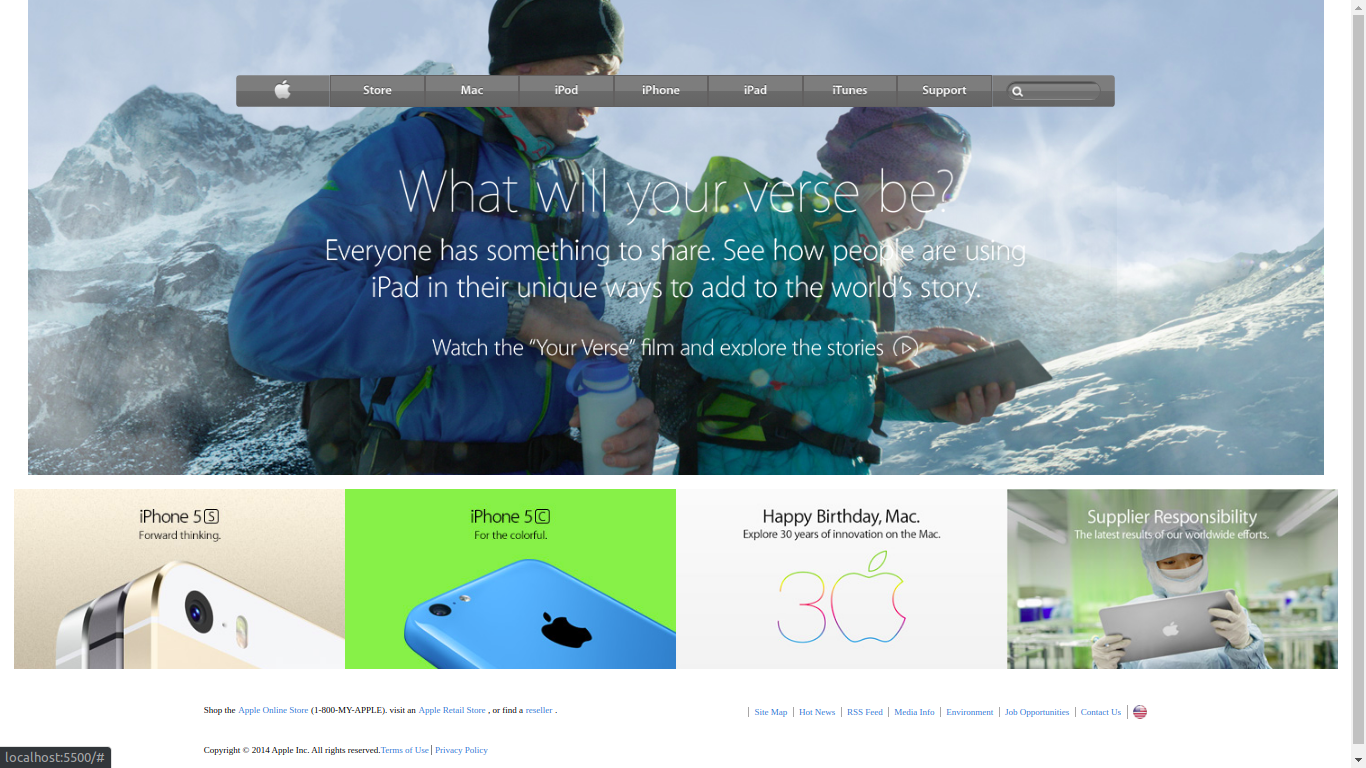 Store Mac iPod iPhone iPad iTunes Support
What will your verse be?
Everyone has something to share. See how people are using
iPad in their unique ways to add to the world's story.
Watch the “Your Verse” film and explore the stories
iPhone 5S
Forward thinking.
iPhone 5C
For the colorful.
Happy Birthday, Mac.
Explore 30 years of innovation on the Mac.
30
Supplier Responsibility
The latest results of our worldwide efforts.
Shop the Apple Online Store (1-800-MY-APPLE). visit an Apple Retail Store , or find a reseller .
Site Map | Hot News | RSS Feed | Media Info | Environment | Job Opportunities | Contact Us
Copyright © 2014 Apple Inc. All rights reserved.Terms of Use | Privacy Policy
localhost:5500/#